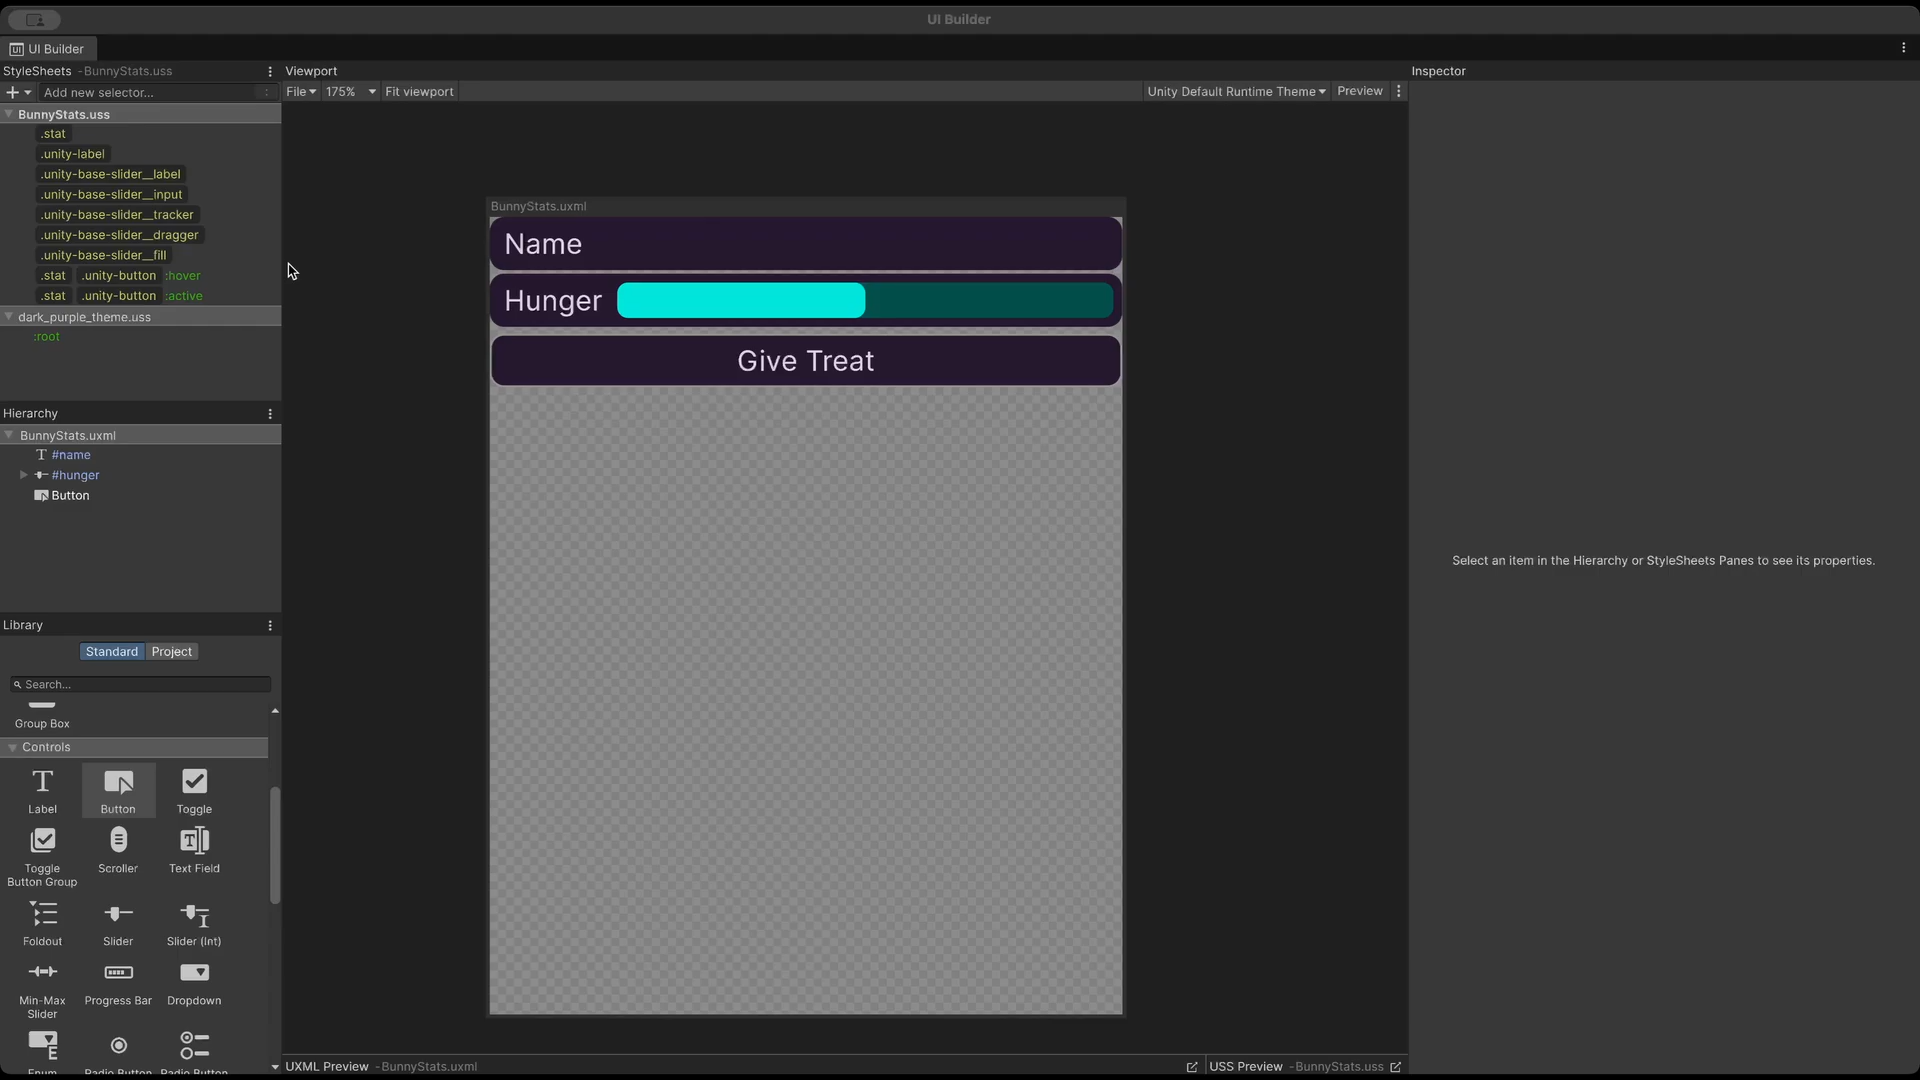 UI Builder
UI Builder
StyleSheets - BunnyStats.uss
Add new selector...
BunnyStats.uss
.stat
.unity-label
.unity-base-slider__label
.unity-base-slider__input
.unity-base-slider__tracker
.unity-base-slider__dragger
.unity-base-slider__fill
.stat .unity-button :hover
.stat .unity-button :active
dark_purple_theme.uss
:root
Hierarchy
BunnyStats.uxml
#name
#hunger
Button
Library
Standard Project
Search...
Group Box
Controls
Label Button Toggle
Toggle Button Group Scroller Text Field
Foldout Slider Slider (Int)
Min-Max Slider Progress Bar Dropdown
Enum Radio Button Radio Button
Viewport
File 175% Fit viewport Unity Default Runtime Theme Preview
BunnyStats.uxml
Name
Hunger
Give Treat
UXML Preview - BunnyStats.uxml USS Preview - BunnyStats.uss
Inspector
Select an item in the Hierarchy or StyleSheets Panes to see its properties.